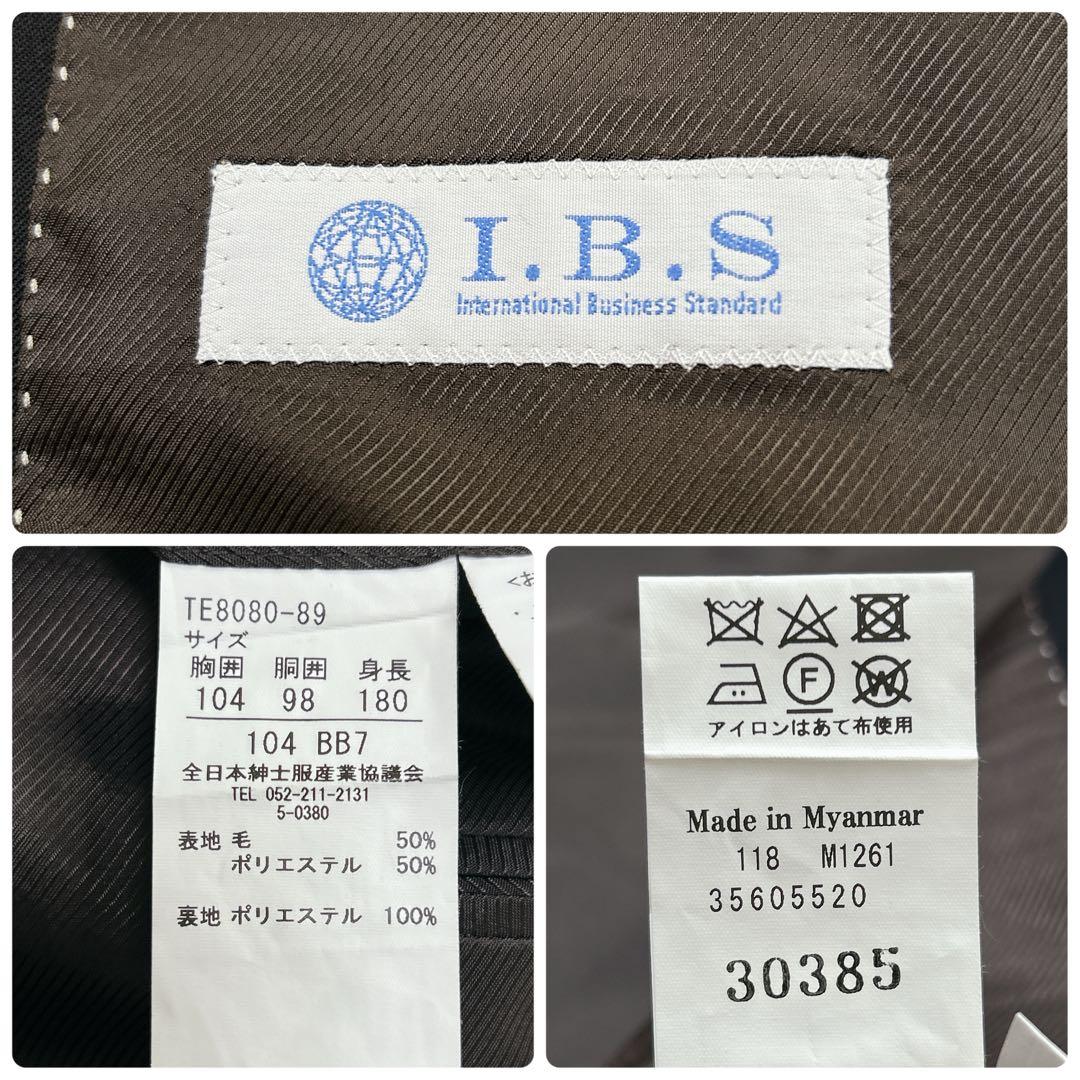 I.B.S
International Business Standard
TE8080-89
サイズ
胸囲 胴囲 身長
104 98 180
104 BB7
全日本紳士服産業協議会
TEL 052-211-2131
5-0380
表地 毛 50%
ポリエステル 50%
裏地 ポリエステル 100%
<お
F
W
アイロンはあて布使用
Made in Myanmar
118 M1261
35605520
30385